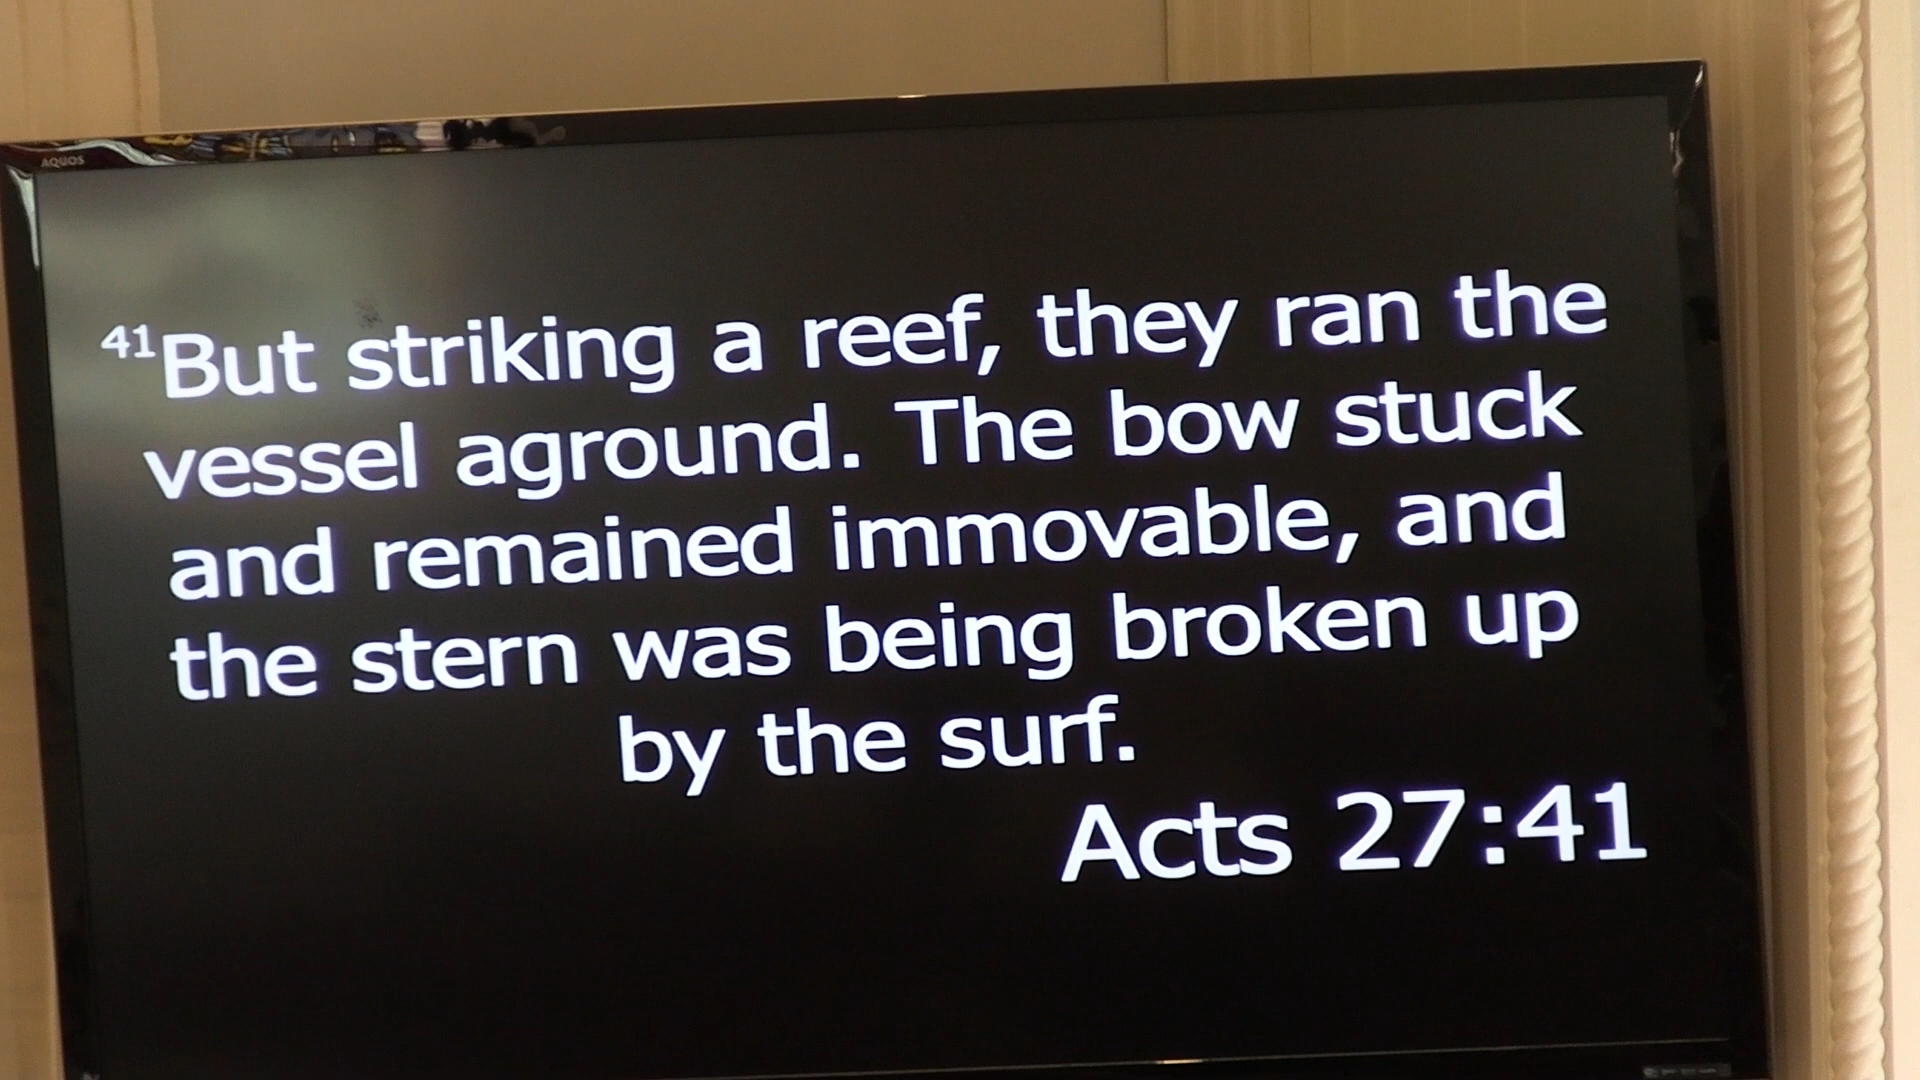 AQUOS
41But striking a reef, they ran the
vessel aground. The bow stuck
and remained immovable, and
the stern was being broken up
by the surf.
Acts 27:41